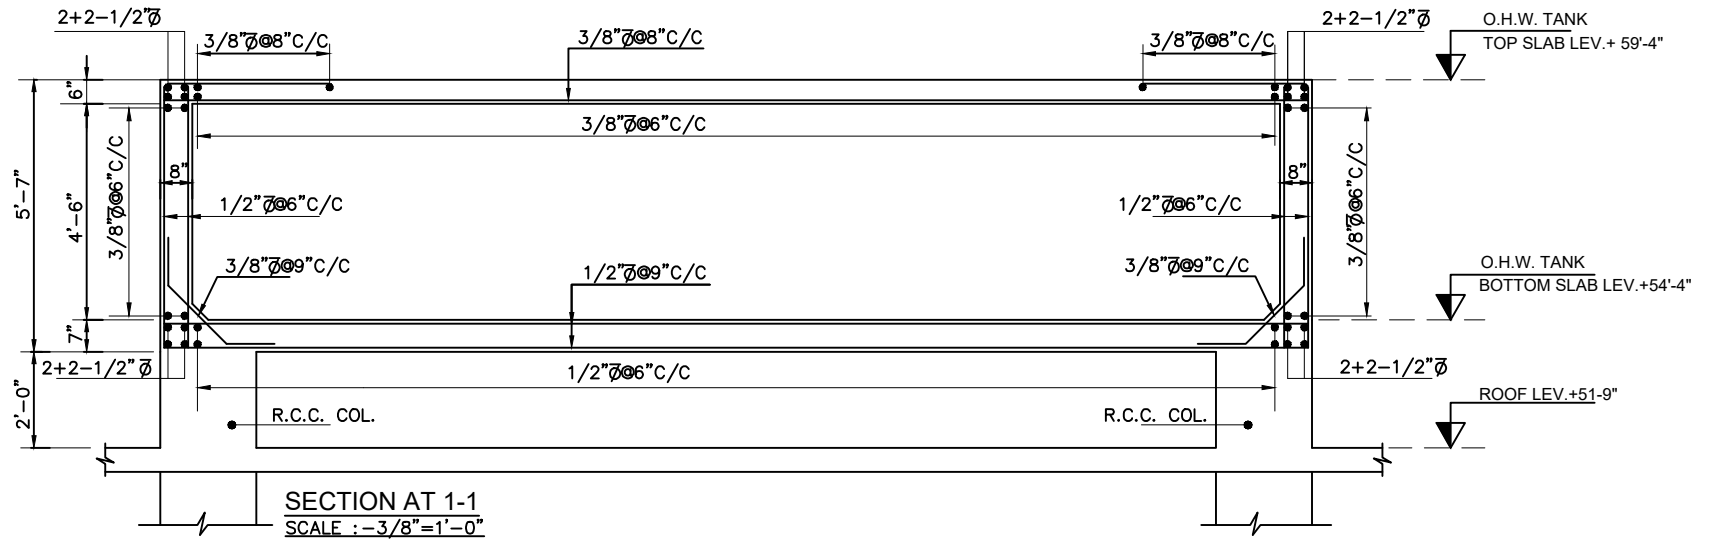 2+2-1/2"Ø
3/8"Ø@8"C/C
3/8"Ø@8"C/C
3/8"Ø@8"C/C
2+2-1/2"Ø
O.H.W. TANK
TOP SLAB LEV.+ 59'-4"
6"
3/8"Ø@6"C/C
5'-7"
4'-6"
3/8"Ø@6"C/C
8"
8"
3/8"Ø@6"C/C
1/2"Ø@6"C/C
1/2"Ø@6"C/C
3/8"Ø@9"C/C
1/2"Ø@9"C/C
3/8"Ø@9"C/C
O.H.W. TANK
BOTTOM SLAB LEV.+54'-4"
7"
2+2-1/2"Ø
1/2"Ø@6"C/C
2+2-1/2"Ø
2'-0"
R.C.C. COL.
R.C.C. COL.
ROOF LEV.+51-9"
SECTION AT 1-1
SCALE :-3/8"=1'-0"